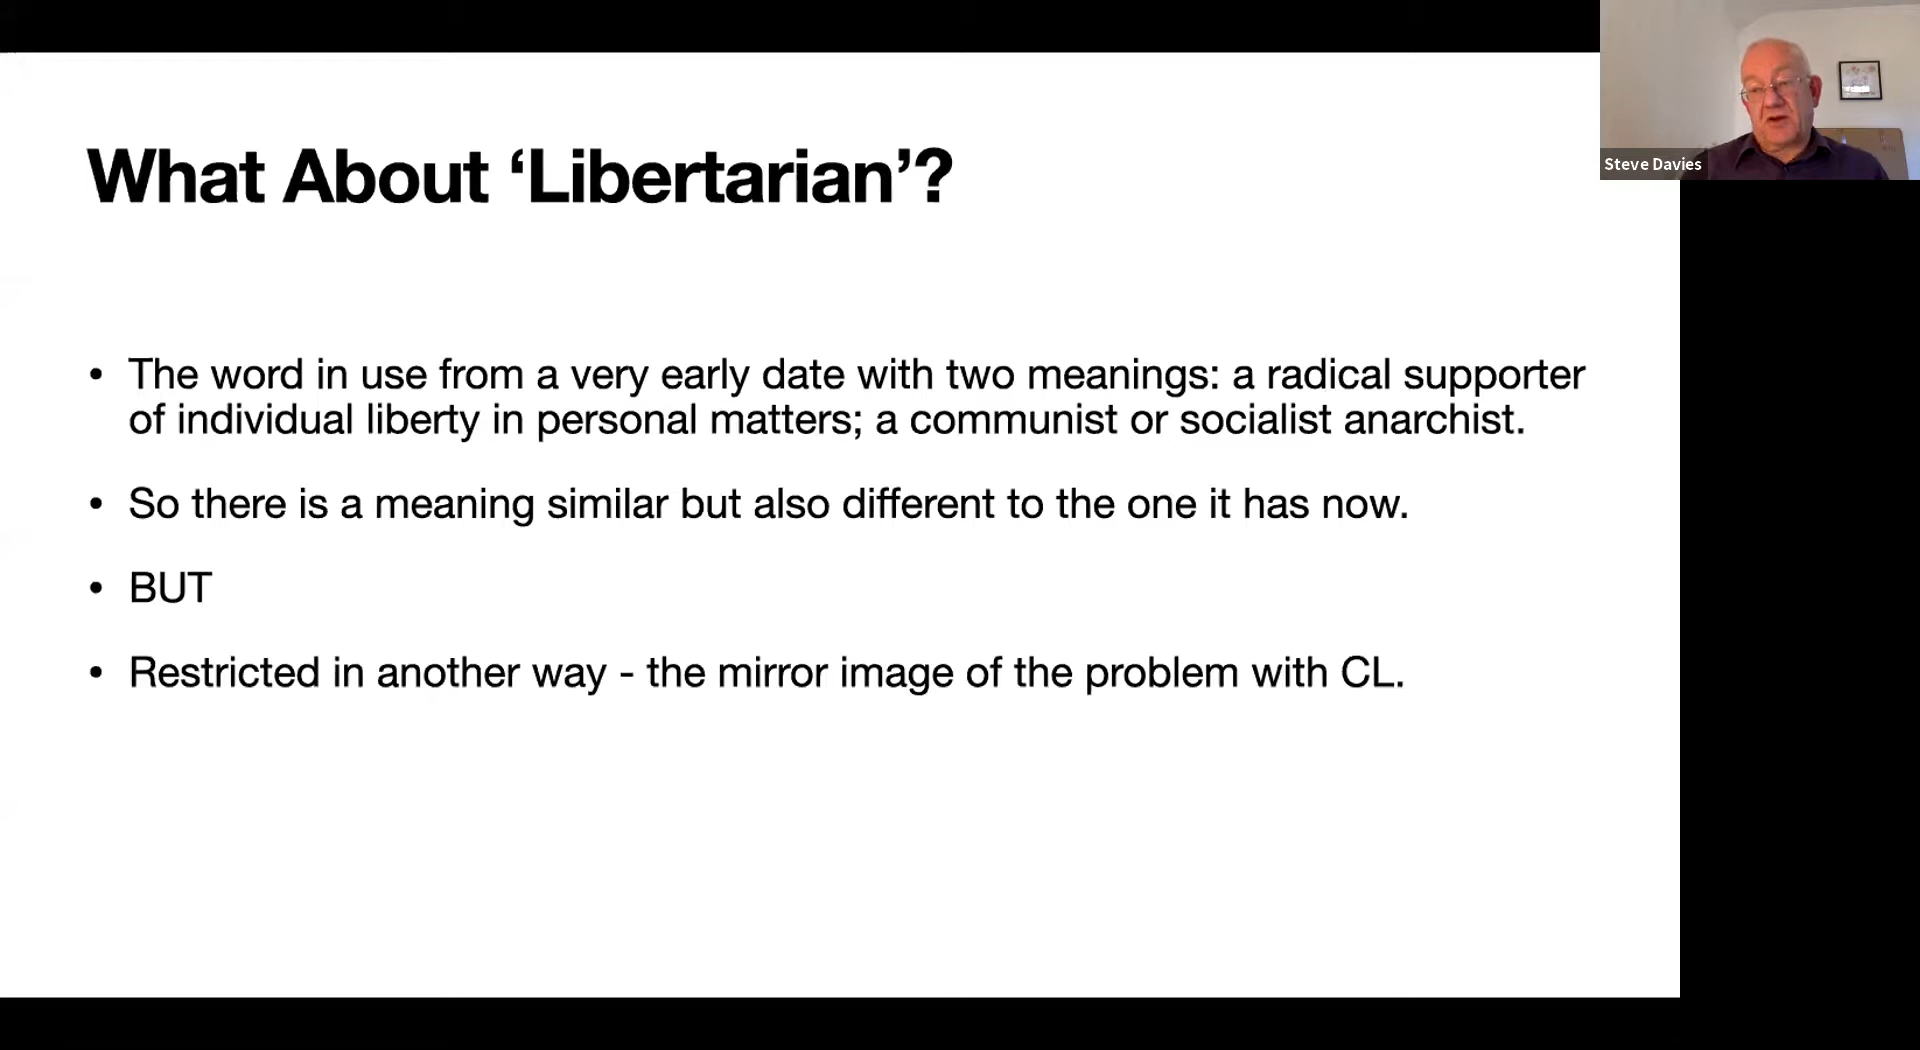 What About ‘Libertarian’?
Steve Davies
• The word in use from a very early date with two meanings: a radical supporter
of individual liberty in personal matters; a communist or socialist anarchist.
• So there is a meaning similar but also different to the one it has now.
• BUT
• Restricted in another way - the mirror image of the problem with CL.